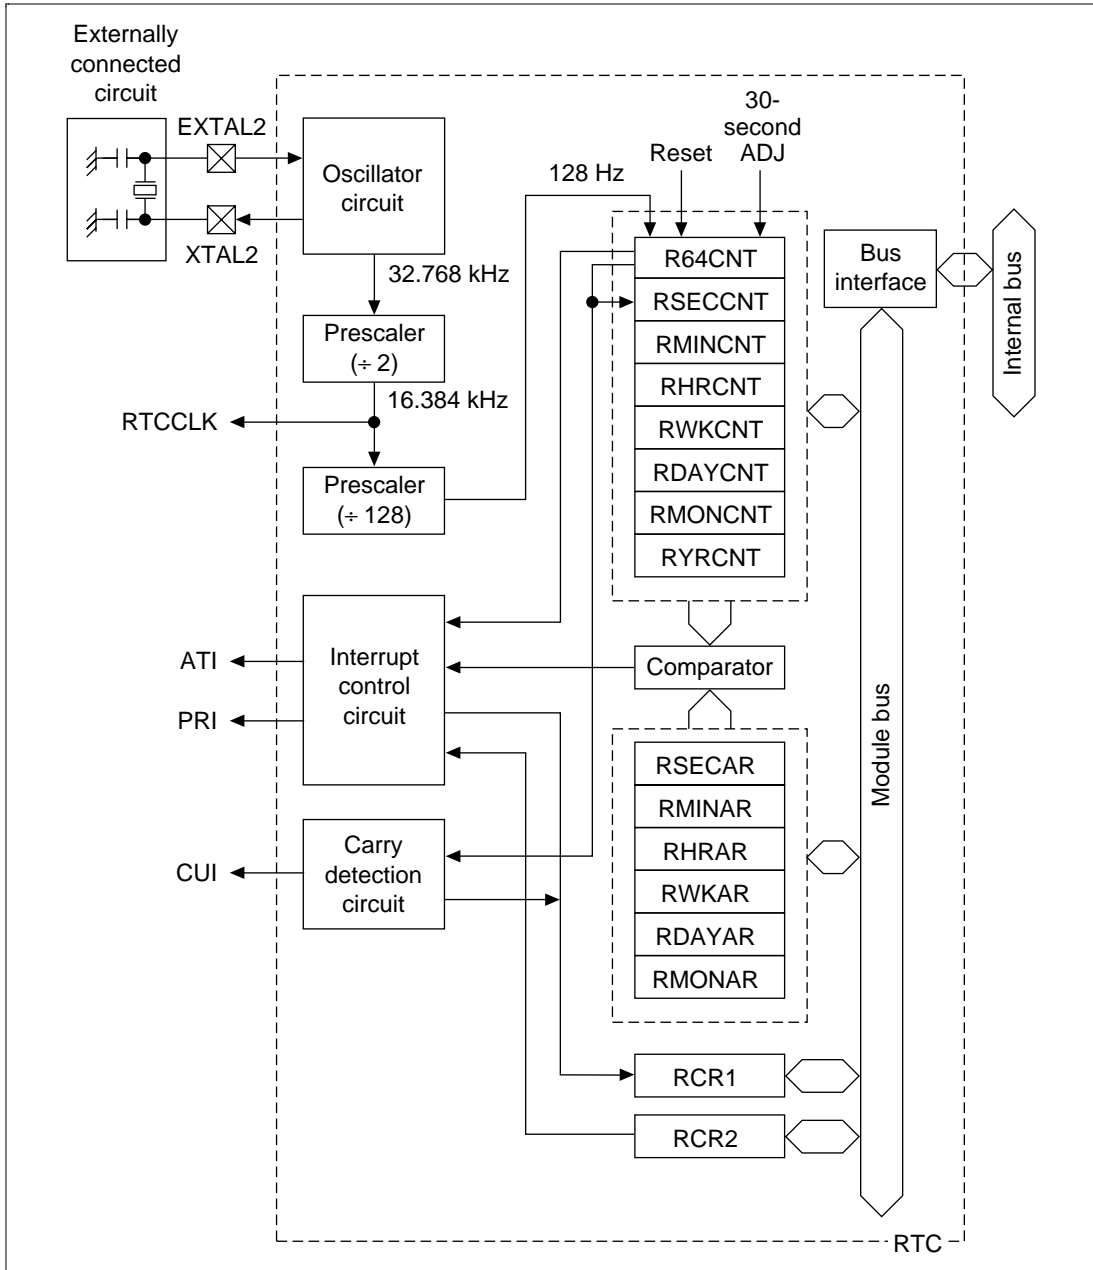 Externally
connected
circuit
EXTAL2
XTAL2
Oscillator
circuit
32.768 kHz
Prescaler
(÷ 2)
16.384 kHz
RTCCLK
Prescaler
(÷ 128)
128 Hz
Reset
30-
second
ADJ
R64CNT
RSECCNT
RMINCNT
RHRCNT
RWKCNT
RDAYCNT
RMONCNT
RYRCNT
Bus
interface
Internal bus
Module bus
ATI
PRI
Interrupt
control
circuit
Comparator
RSECAR
RMINAR
RHRAR
RWKAR
RDAYAR
RMONAR
CUI
Carry
detection
circuit
RCR1
RCR2
RTC